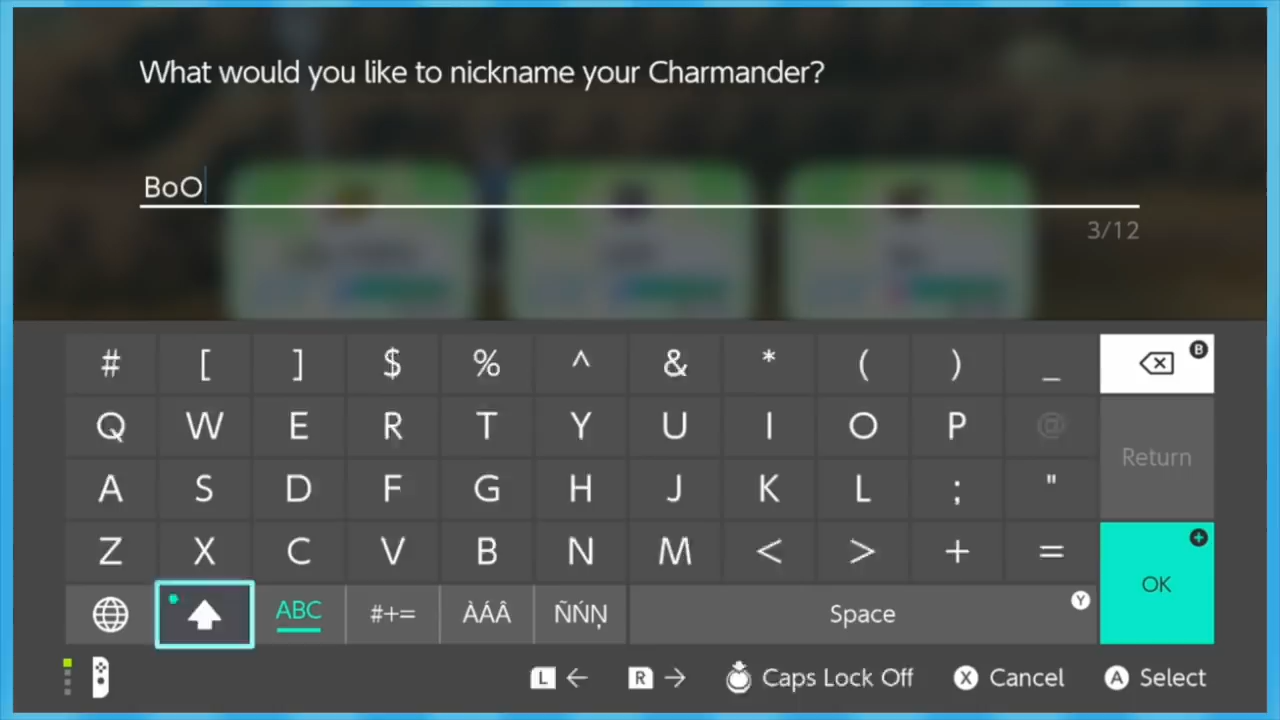 What would you like to nickname your Charmander?
BoO
3/12
# [ ] $ % ^ & * ( ) _ B
Q W E R T Y U I O P @
Return
A S D F G H J K L ; "
Z X C V B N M < > + =
OK
ABC #+= ÀÁÂ ÑŃŅ Space Y
L ← R → Caps Lock Off X Cancel A Select